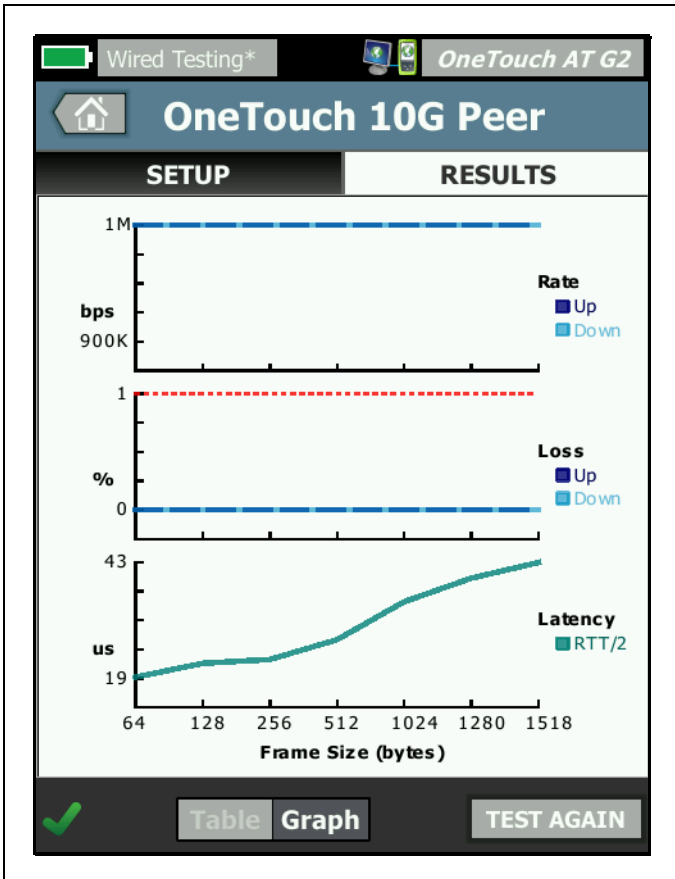 Wired Testing*
OneTouch AT G2
OneTouch 10G Peer
SETUP
RESULTS
1M
bps
900K
Rate
Up
Down
1
%
0
Loss
Up
Down
43
us
19
Latency
RTT/2
64 128 256 512 1024 1280 1518
Frame Size (bytes)
Table Graph
TEST AGAIN